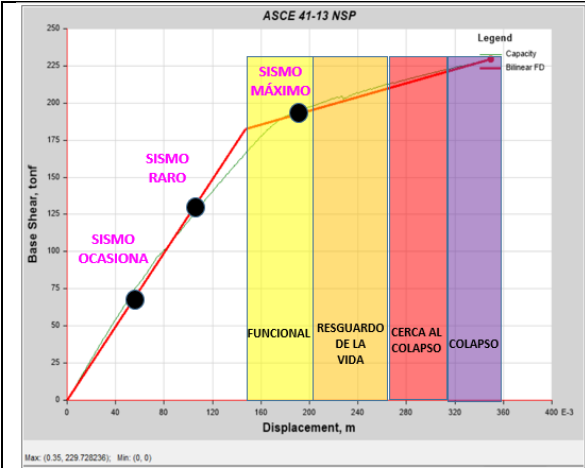 ASCE 41-13 NSP
Legend
Capacity
Bilinear FD
SISMO
MÁXIMO
SISMO
RARO
SISMO
OCASIONA
FUNCIONAL
RESGUARDO
DE LA
VIDA
CERCA AL
COLAPSO
COLAPSO
Base Shear, tonf
250
225
200
175
150
125
100
75
50
25
0
0 40 80 120 160 200 240 280 320 360 400 E-3
Displacement, m
Max: (0.35, 229.728236); Min: (0, 0)